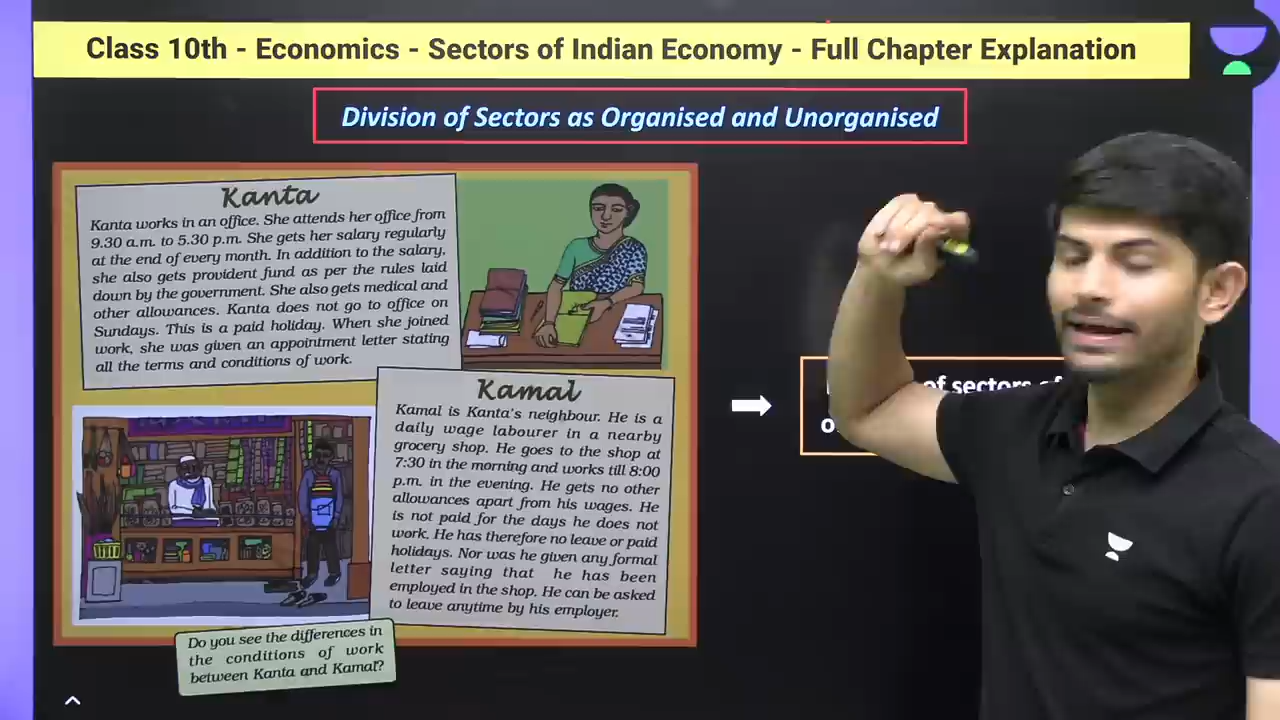 Class 10th - Economics - Sectors of Indian Economy - Full Chapter Explanation
Division of Sectors as Organised and Unorganised
Kanta
Kanta works in an office. She attends her office from
9.30 a.m. to 5.30 p.m. She gets her salary regularly
at the end of every month. In addition to the salary,
she also gets provident fund as per the rules laid
down by the government. She also gets medical and
other allowances. Kanta does not go to office on
Sundays. This is a paid holiday. When she joined
work, she was given an appointment letter stating
all the terms and conditions of work.
Kamal
Kamal is Kanta's neighbour. He is a
daily wage labourer in a nearby
grocery shop. He goes to the shop at
7:30 in the morning and works till 8:00
p.m. in the evening. He gets no other
allowances apart from his wages. He
is not paid for the days he does not
work. He has therefore no leave or paid
holidays. Nor was he given any formal
letter saying that he has been
employed in the shop. He can be asked
to leave anytime by his employer.
Do you see the differences in
the conditions of work
between Kanta and Kamal?
of sectors